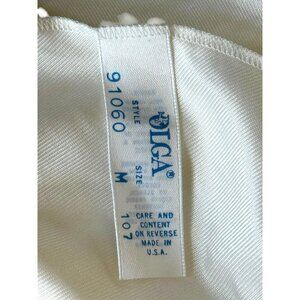 OLGA®
STYLE SIZE
91060 M 107
CARE AND
CONTENT
ON REVERSE
MADE IN
U.S.A.